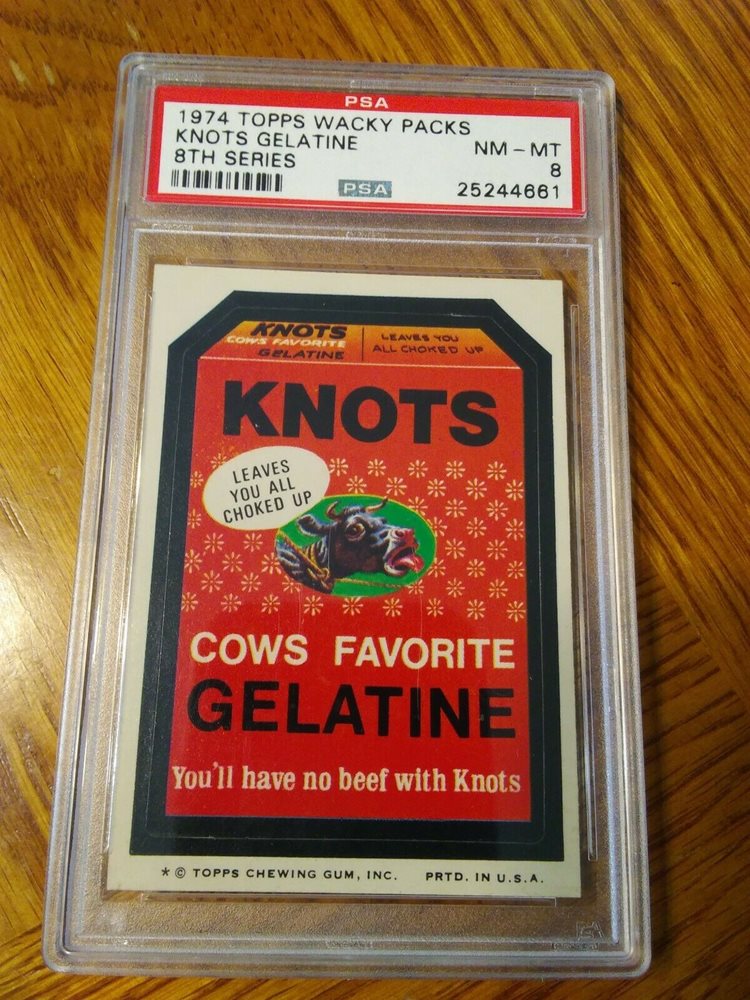 PSA
1974 TOPPS WACKY PACKS
KNOTS GELATINE NM-MT
8TH SERIES 8
PSA 25244661
KNOTS
COWS FAVORITE
GELATINE
LEAVES YOU
ALL CHOKED UP
KNOTS
LEAVES
YOU ALL
CHOKED UP
COWS FAVORITE
GELATINE
You'll have no beef with Knots
* © TOPPS CHEWING GUM, INC. PRTD. IN U.S.A.